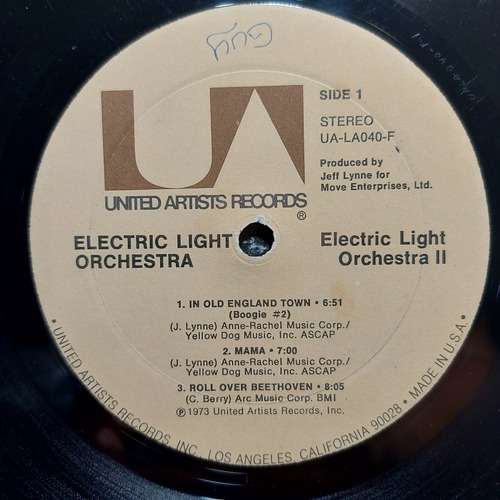 SIDE 1
STEREO
UA-LA040-F
Produced by
Jeff Lynne for
Move Enterprises, Ltd.
UA
UNITED ARTISTS RECORDS
®
ELECTRIC LIGHT
ORCHESTRA
Electric Light
Orchestra II
1. IN OLD ENGLAND TOWN • 6:51
(Boogie #2)
(J. Lynne) Anne-Rachel Music Corp./
Yellow Dog Music, Inc. ASCAP
2. MAMA • 7:00
(J. Lynne) Anne-Rachel Music Corp./
Yellow Dog Music, Inc. ASCAP
3. ROLL OVER BEETHOVEN • 8:05
(C. Berry) Arc Music Corp. BMI
℗ 1973 United Artists Records, Inc.
• UNITED ARTISTS RECORDS, INC., LOS ANGELES, CALIFORNIA 90028 • MADE IN U.S.A. •